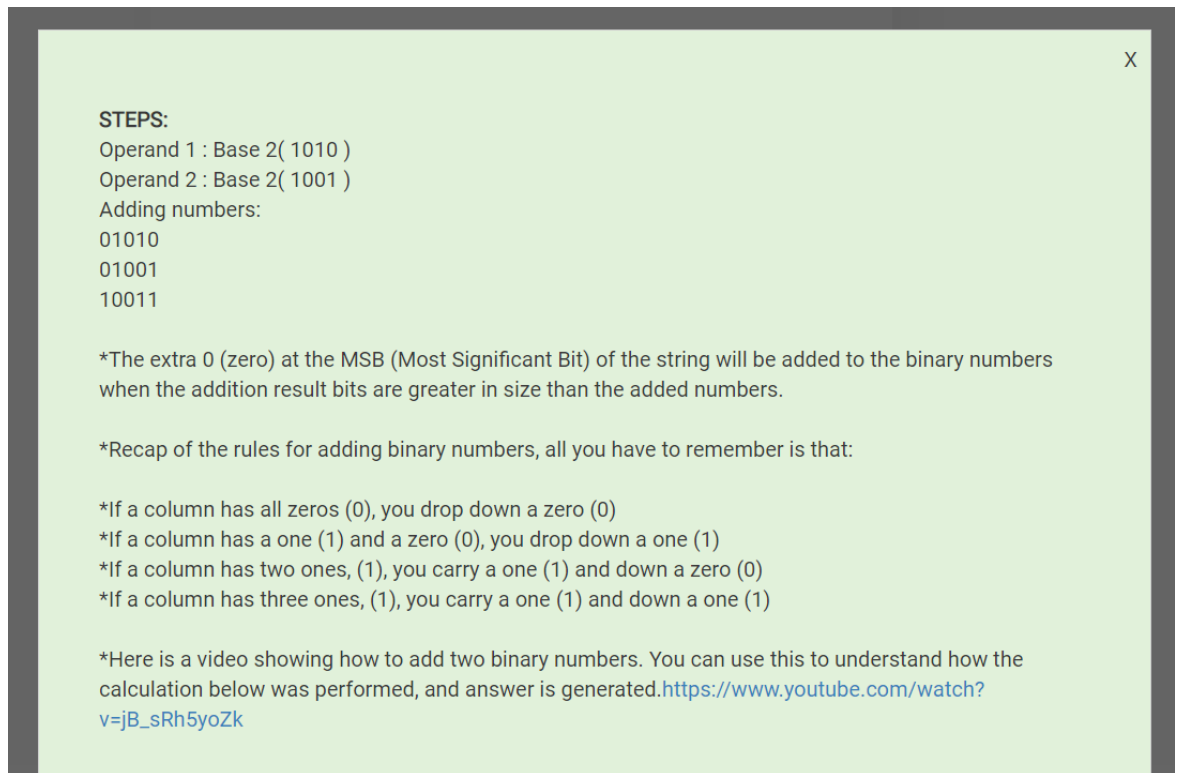 X
STEPS:
Operand 1 : Base 2( 1010 )
Operand 2 : Base 2( 1001 )
Adding numbers:
01010
01001
10011
*The extra 0 (zero) at the MSB (Most Significant Bit) of the string will be added to the binary numbers
when the addition result bits are greater in size than the added numbers.
*Recap of the rules for adding binary numbers, all you have to remember is that:
*If a column has all zeros (0), you drop down a zero (0)
*If a column has a one (1) and a zero (0), you drop down a one (1)
*If a column has two ones, (1), you carry a one (1) and down a zero (0)
*If a column has three ones, (1), you carry a one (1) and down a one (1)
*Here is a video showing how to add two binary numbers. You can use this to understand how the
calculation below was performed, and answer is generated.https://www.youtube.com/watch?
v=jB_sRh5yoZk